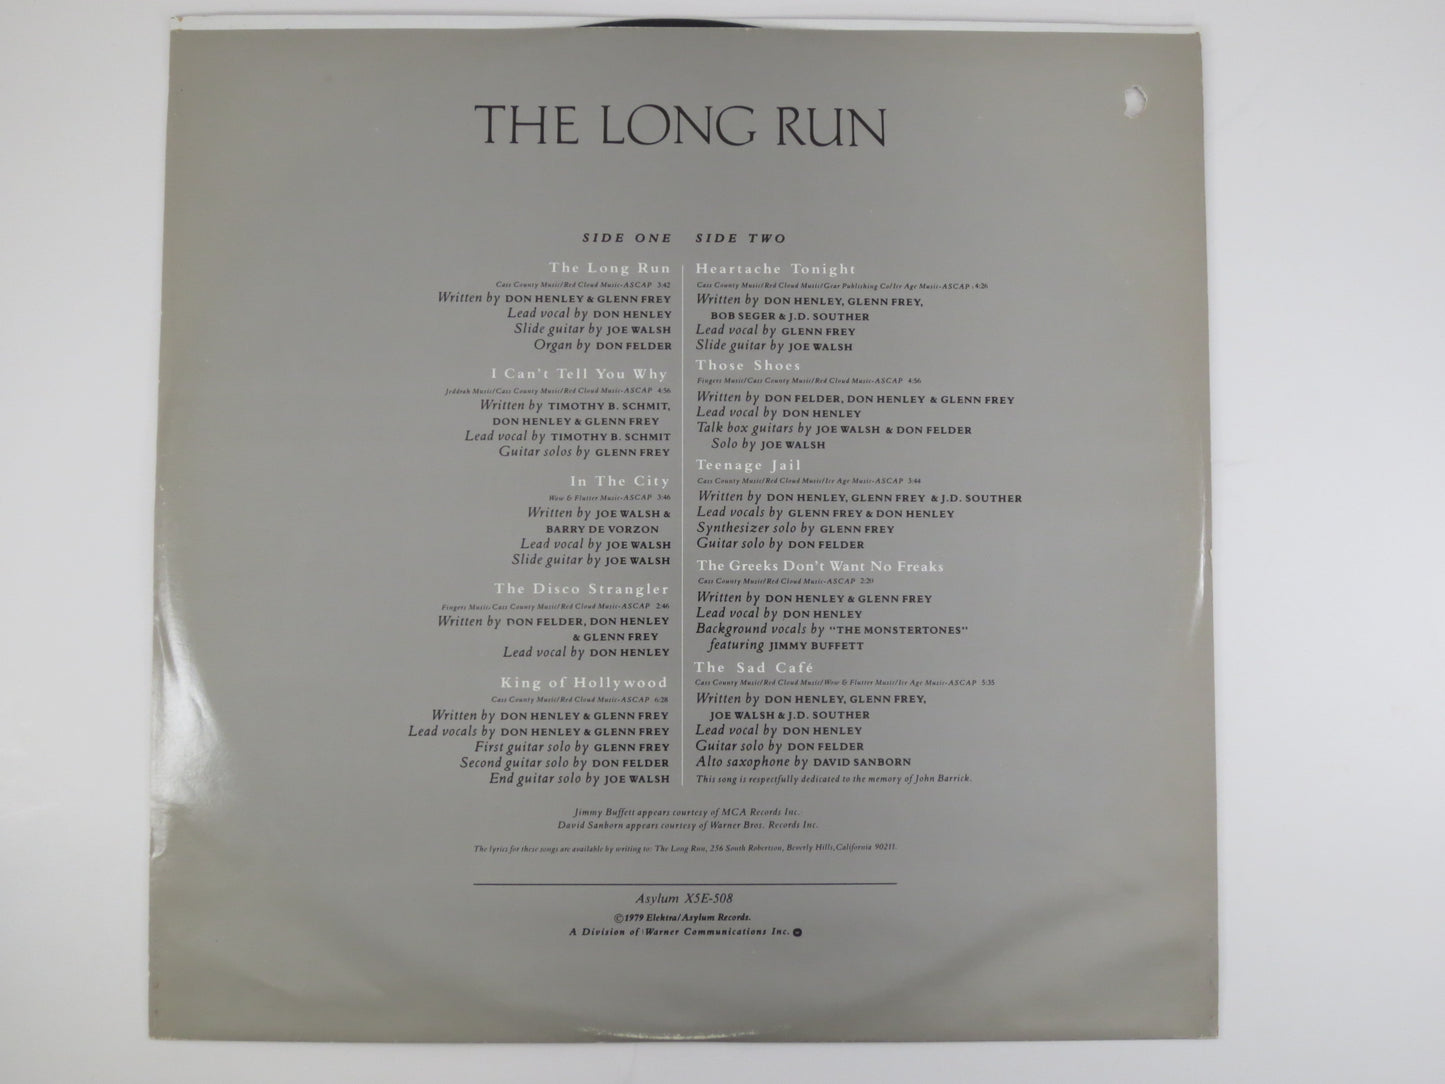 THE LONG RUN
SIDE ONE
The Long Run
Cass County Music/Red Cloud Music-ASCAP 3:42
Written by DON HENLEY & GLENN FREY
Lead vocal by DON HENLEY
Slide guitar by JOE WALSH
Organ by DON FELDER
I Can't Tell You Why
Jeddrah Music/Cass County Music/Red Cloud Music-ASCAP 4:56
Written by TIMOTHY B. SCHMIT,
DON HENLEY & GLENN FREY
Lead vocal by TIMOTHY B. SCHMIT
Guitar solos by GLENN FREY
In The City
Wow & Flutter Music-ASCAP 3:46
Written by JOE WALSH &
BARRY DE VORZON
Lead vocal by JOE WALSH
Slide guitar by JOE WALSH
The Disco Strangler
Fingers Music/Cass County Music/Red Cloud Music-ASCAP 2:46
Written by DON FELDER, DON HENLEY
& GLENN FREY
Lead vocal by DON HENLEY
King of Hollywood
Cass County Music/Red Cloud Music-ASCAP 6:28
Written by DON HENLEY & GLENN FREY
Lead vocals by DON HENLEY & GLENN FREY
First guitar solo by GLENN FREY
Second guitar solo by DON FELDER
End guitar solo by JOE WALSH
SIDE TWO
Heartache Tonight
Cass County Music/Red Cloud Music/Gear Publishing Co/Ice Age Music-ASCAP 4:26
Written by DON HENLEY, GLENN FREY,
BOB SEGER & J.D. SOUTHER
Lead vocal by GLENN FREY
Slide guitar by JOE WALSH
Those Shoes
Fingers Music/Cass County Music/Red Cloud Music-ASCAP 4:56
Written by DON FELDER, DON HENLEY & GLENN FREY
Lead vocal by DON HENLEY
Talk box guitars by JOE WALSH & DON FELDER
Solo by JOE WALSH
Teenage Jail
Cass County Music/Red Cloud Music/Ice Age Music-ASCAP 3:44
Written by DON HENLEY, GLENN FREY & J.D. SOUTHER
Lead vocals by GLENN FREY & DON HENLEY
Synthesizer solo by GLENN FREY
Guitar solo by DON FELDER
The Greeks Don't Want No Freaks
Cass County Music/Red Cloud Music-ASCAP 2:20
Written by DON HENLEY & GLENN FREY
Lead vocal by DON HENLEY
Background vocals by "THE MONSTERTONES"
featuring JIMMY BUFFETT
The Sad Café
Cass County Music/Red Cloud Music/Wow & Flutter Music/Ice Age Music-ASCAP 5:35
Written by DON HENLEY, GLENN FREY,
JOE WALSH & J.D. SOUTHER
Lead vocal by DON HENLEY
Guitar solo by DON FELDER
Alto saxophone by DAVID SANBORN
This song is respectfully dedicated to the memory of John Barrick.
Jimmy Buffett appears courtesy of MCA Records Inc.
David Sanborn appears courtesy of Warner Bros. Records Inc.
The lyrics for these songs are available by writing to: The Long Run, 256 South Robertson, Beverly Hills, California 90211.
Asylum X5E-508
©1979 Elektra/Asylum Records.
A Division of Warner Communications Inc.